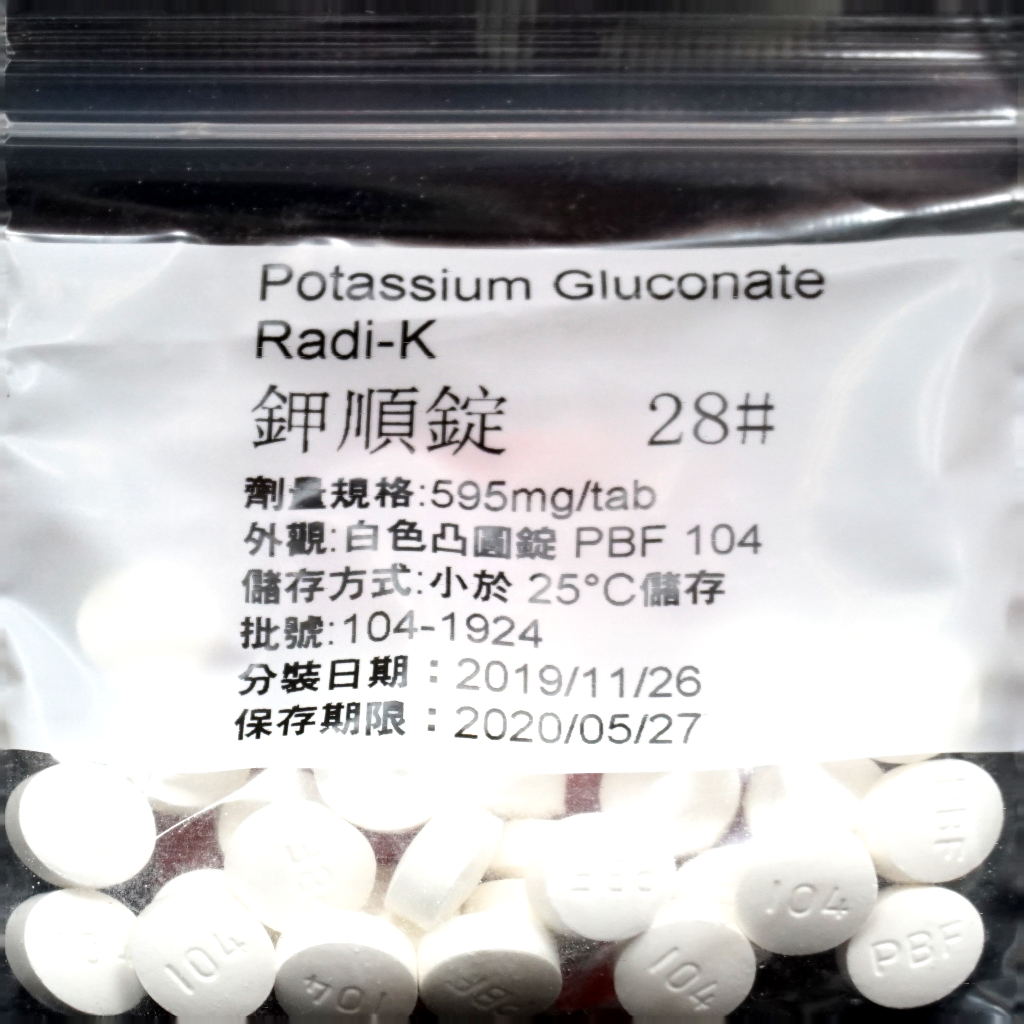 Potassium Gluconate
Radi-K
鉀順錠 28#
劑量規格:595mg/tab
外觀:白色凸圓錠 PBF 104
儲存方式:小於 25°C儲存
批號:104-1924
分裝日期：2019/11/26
保存期限：2020/05/27
PBF
104
104
104
PBF
104
PBF